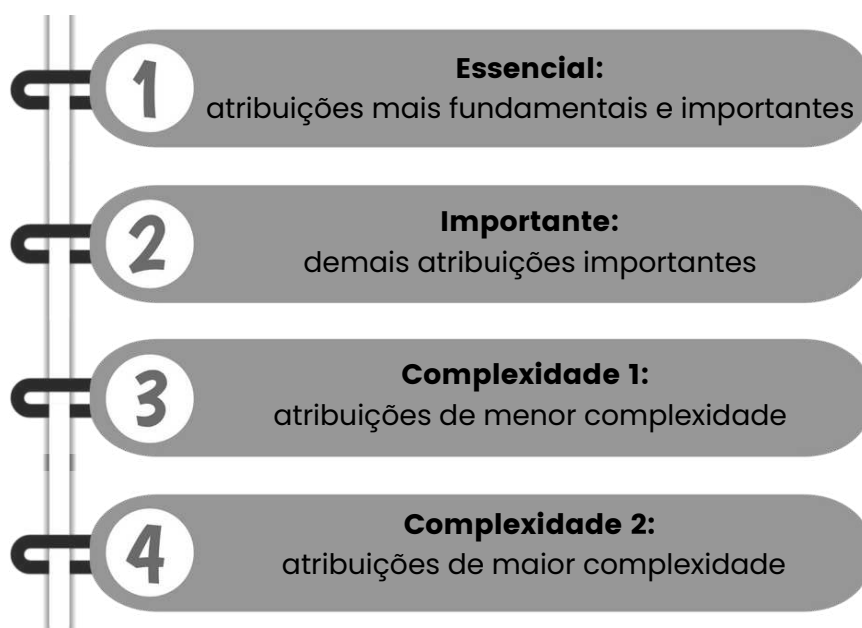 1
Essencial:
atribuições mais fundamentais e importantes
2
Importante:
demais atribuições importantes
3
Complexidade 1:
atribuições de menor complexidade
4
Complexidade 2:
atribuições de maior complexidade